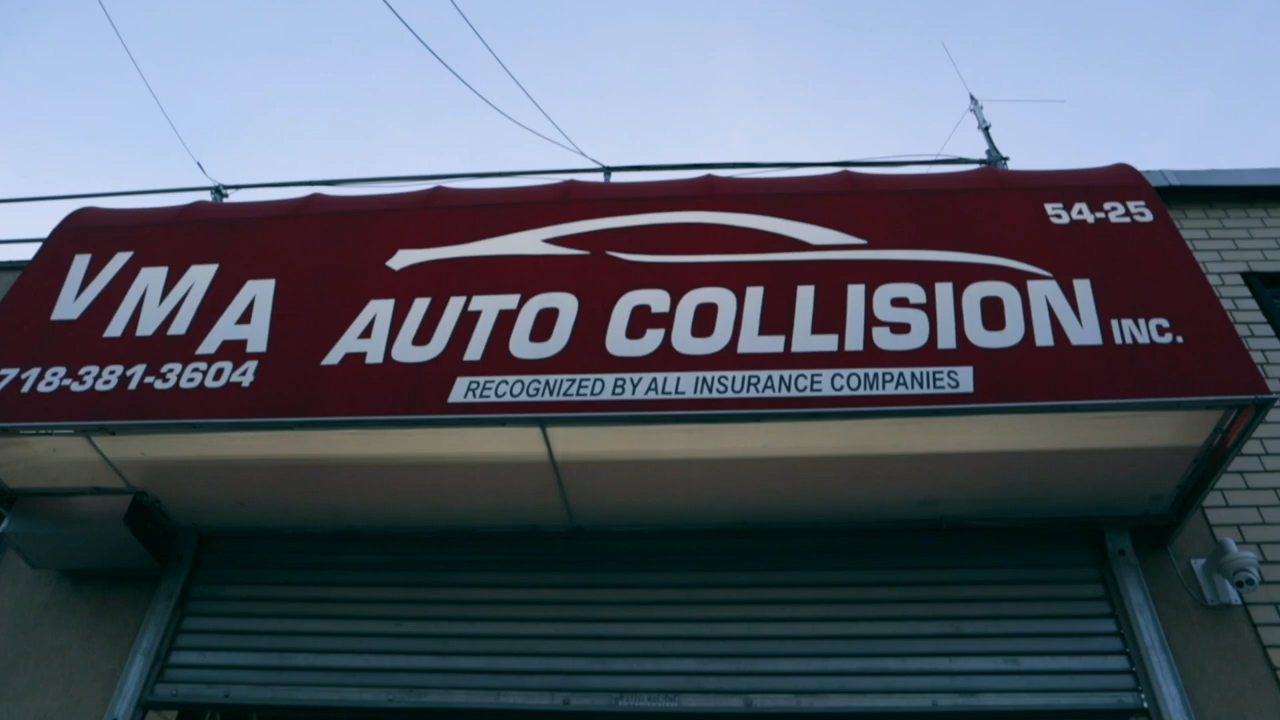 54-25
VMA
AUTO COLLISION INC.
718-381-3604
RECOGNIZED BY ALL INSURANCE COMPANIES